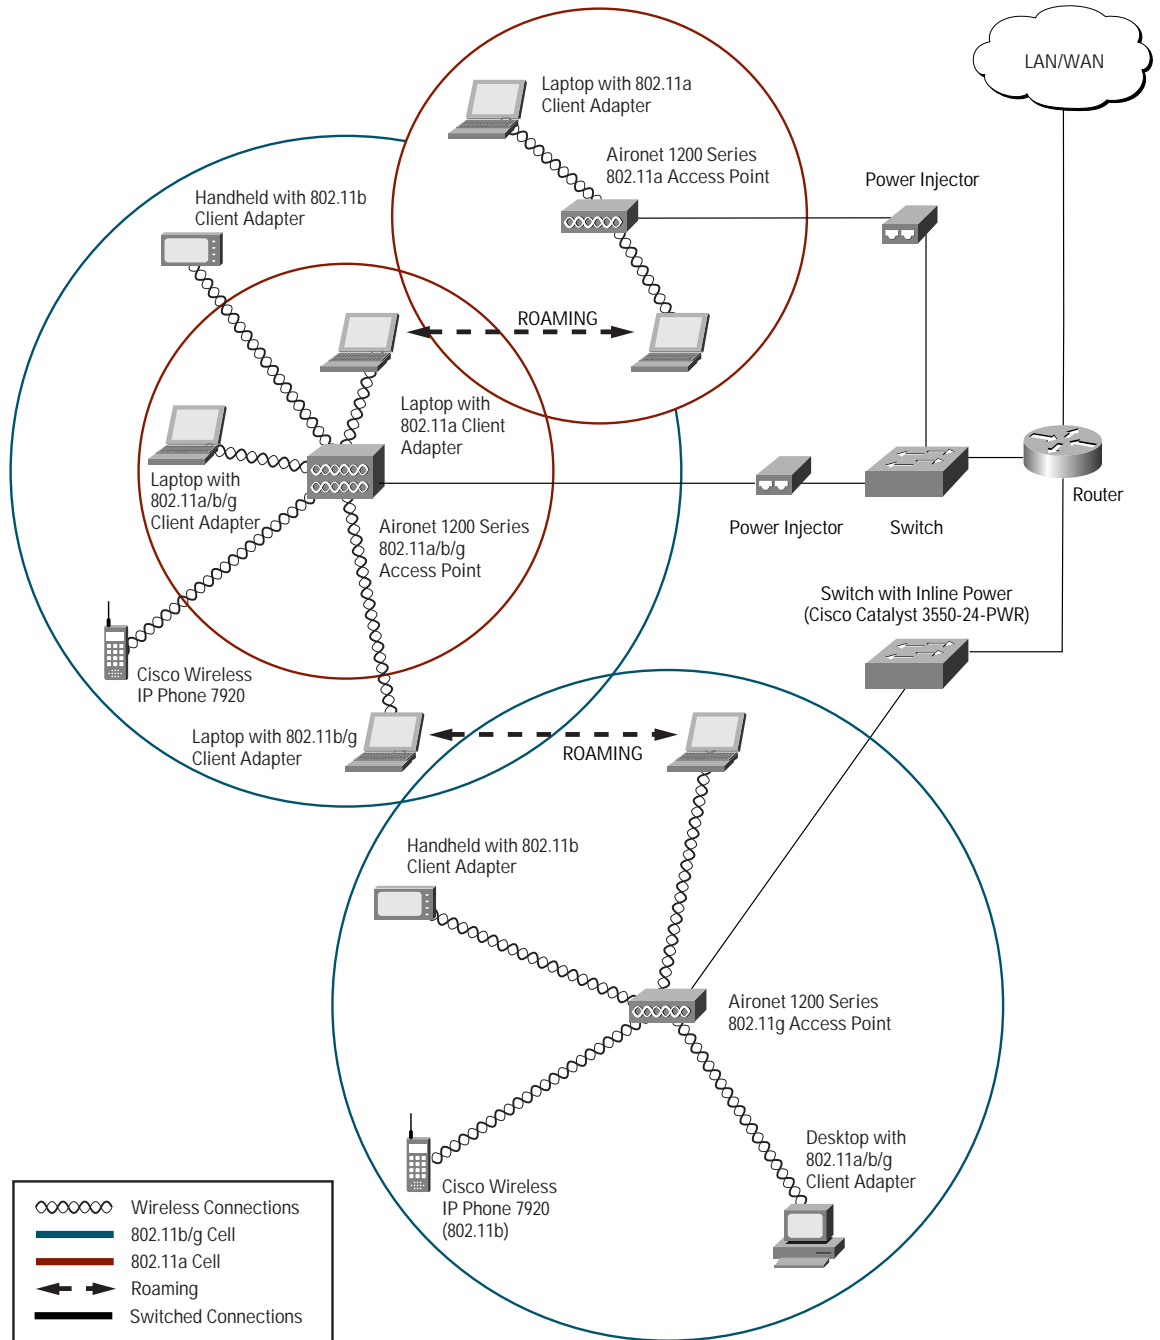 LAN/WAN
Laptop with 802.11a
Client Adapter
Aironet 1200 Series
802.11a Access Point
Power Injector
Handheld with 802.11b
Client Adapter
ROAMING
Laptop with
802.11a Client
Adapter
Laptop with
802.11a/b/g
Client Adapter
Aironet 1200 Series
802.11a/b/g
Access Point
Power Injector
Switch
Router
Switch with Inline Power
(Cisco Catalyst 3550-24-PWR)
Cisco Wireless
IP Phone 7920
Laptop with 802.11b/g
Client Adapter
ROAMING
Handheld with 802.11b
Client Adapter
Aironet 1200 Series
802.11g Access Point
Desktop with
802.11a/b/g
Client Adapter
Cisco Wireless
IP Phone 7920
(802.11b)
Wireless Connections
802.11b/g Cell
802.11a Cell
Roaming
Switched Connections